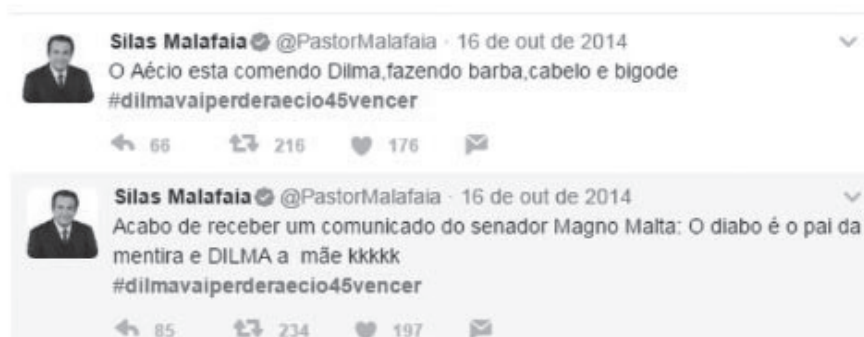 Silas Malafaia @PastorMalafaia · 16 de out de 2014
O Aécio esta comendo Dilma,fazendo barba,cabelo e bigode
#dilmavaiperderaecio45vencer
66 216 176
Silas Malafaia @PastorMalafaia · 16 de out de 2014
Acabo de receber um comunicado do senador Magno Malta: O diabo é o pai da
mentira e DILMA a mãe kkkkk
#dilmavaiperderaecio45vencer
85 234 197